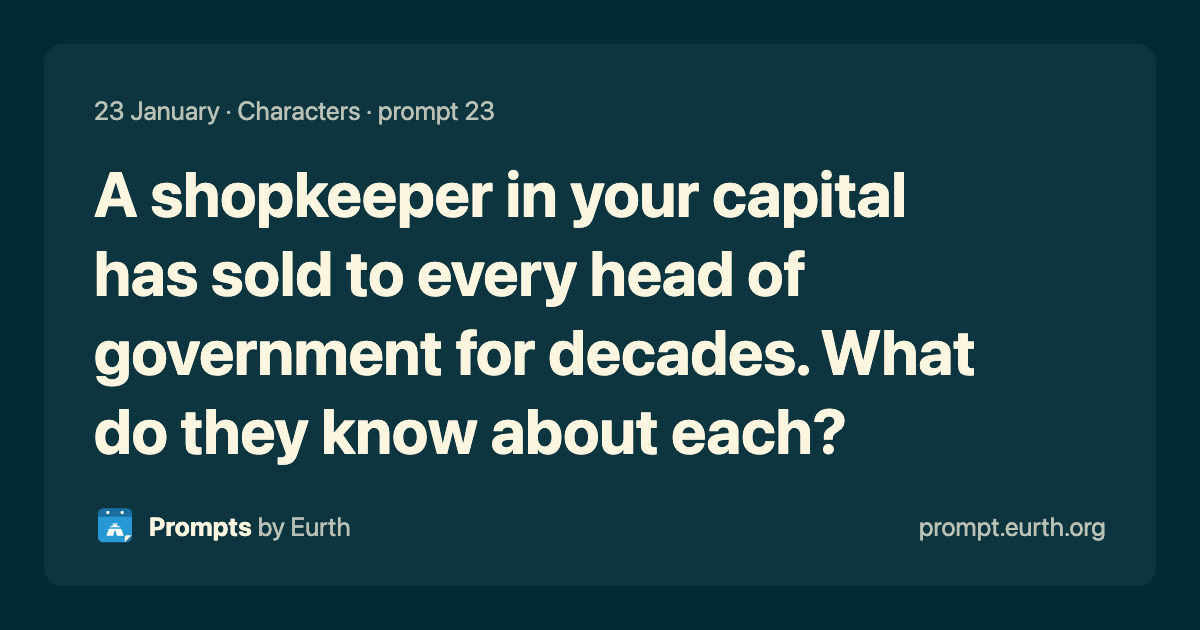 23 January · Characters · prompt 23
A shopkeeper in your capital
has sold to every head of
government for decades. What
do they know about each?
Prompts by Eurth
prompt.eurth.org